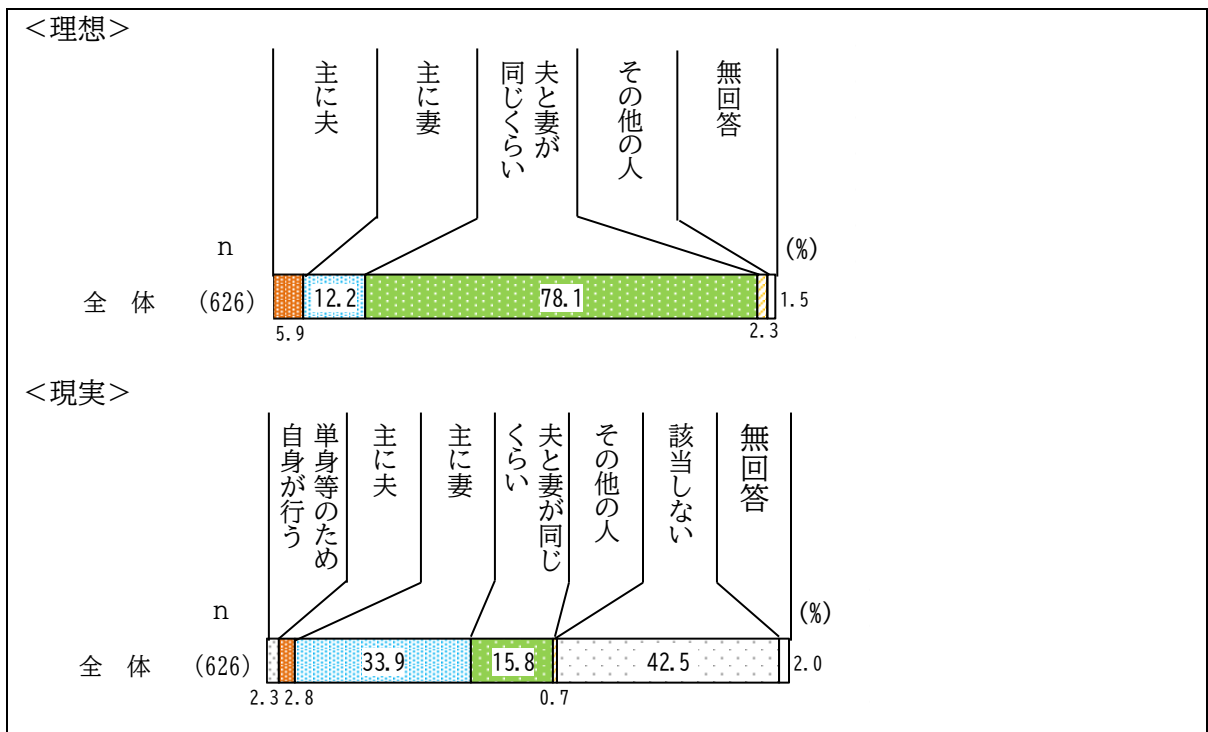 <理想>
主に夫
主に妻
夫と妻が
同じくらい
その他の人
無回答
n
(%)
全 体 (626)
12.2
78.1
1.5
5.9
2.3
<現実>
単身等のため
自身が行う
主に夫
主に妻
夫と妻が同じ
くらい
その他の人
該当しない
無回答
n
(%)
全 体 (626)
33.9
15.8
42.5
2.0
2.3
2.8
0.7